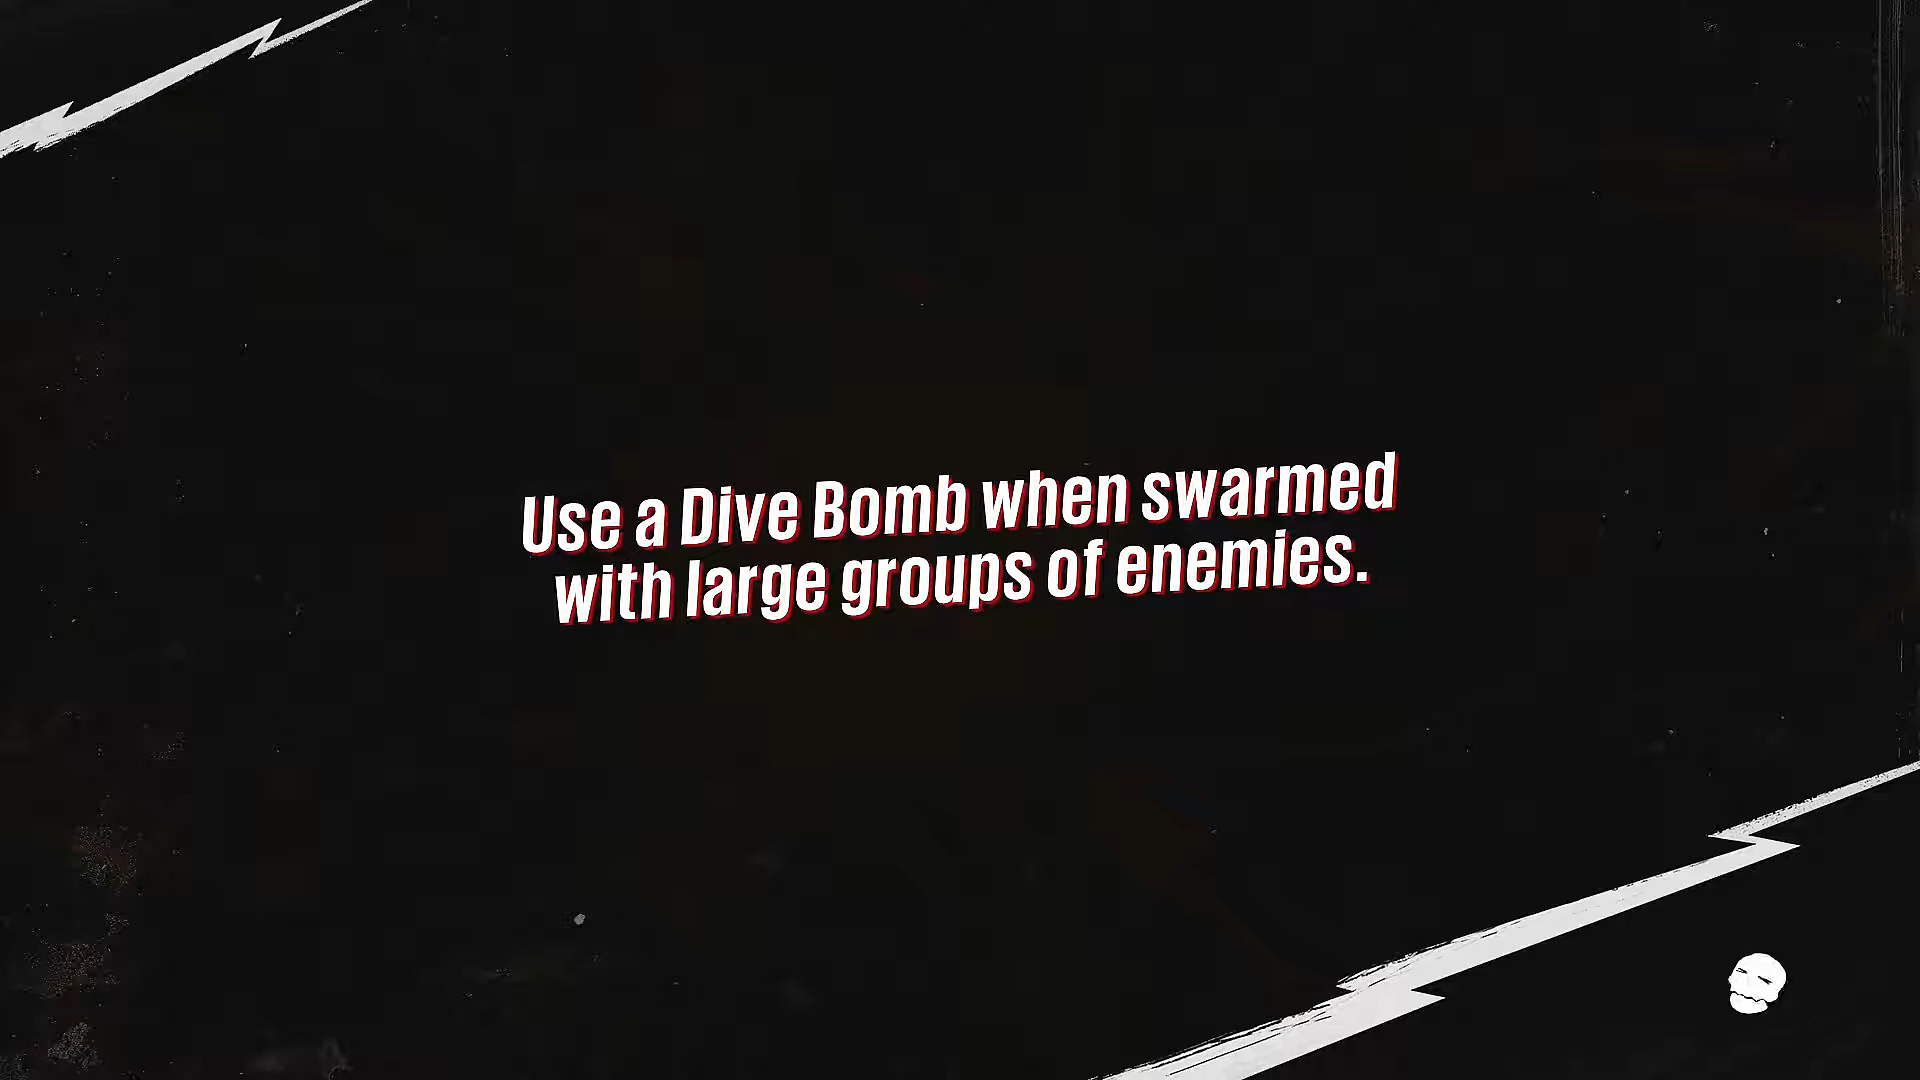 Use a Dive Bomb when swarmed
with large groups of enemies.